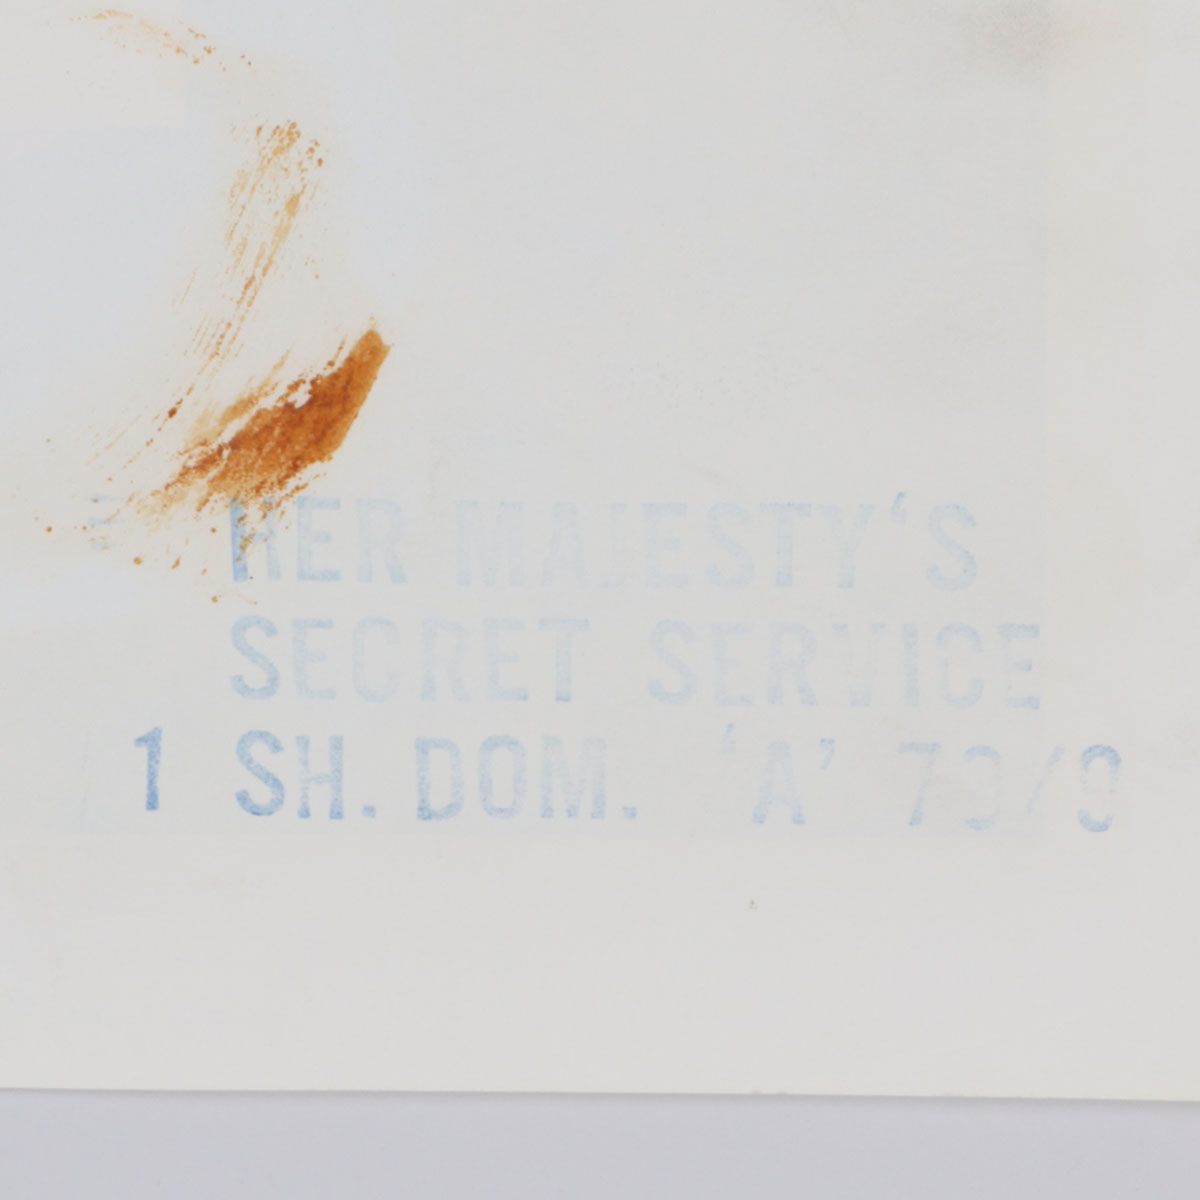 HER MAJESTY‘S
SECRET SERVICE
1 SH. DOM. ‘A’